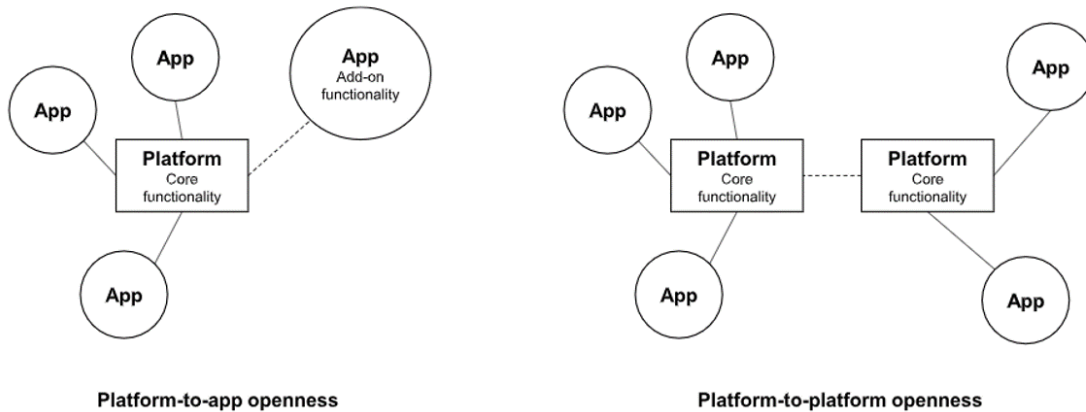 App
App
App
Add-on
functionality
Platform
Core
functionality
App
Platform-to-app openness
App
App
App
Platform
Core
functionality
Platform
Core
functionality
App
App
Platform-to-platform openness